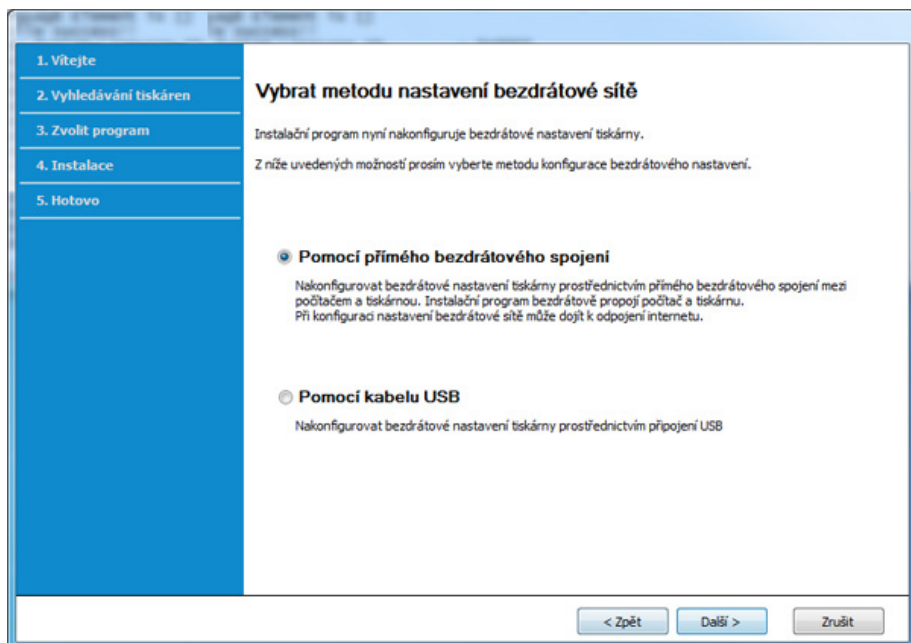 1. Vítejte
2. Vyhledávání tiskáren
3. Zvolit program
4. Instalace
5. Hotovo
Vybrat metodu nastavení bezdrátové sítě
Instalační program nyní nakonfiguruje bezdrátové nastavení tiskárny.
Z níže uvedených možností prosím vyberte metodu konfigurace bezdrátového nastavení.
Pomocí přímého bezdrátového spojení
Nakonfigurovat bezdrátové nastavení tiskárny prostřednictvím přímého bezdrátového spojení mezi
počítačem a tiskárnou. Instalační program bezdrátově propojí počítač a tiskárnu.
Při konfiguraci nastavení bezdrátové sítě může dojít k odpojení internetu.
Pomocí kabelu USB
Nakonfigurovat bezdrátové nastavení tiskárny prostřednictvím připojení USB
< Zpět
Další >
Zrušit